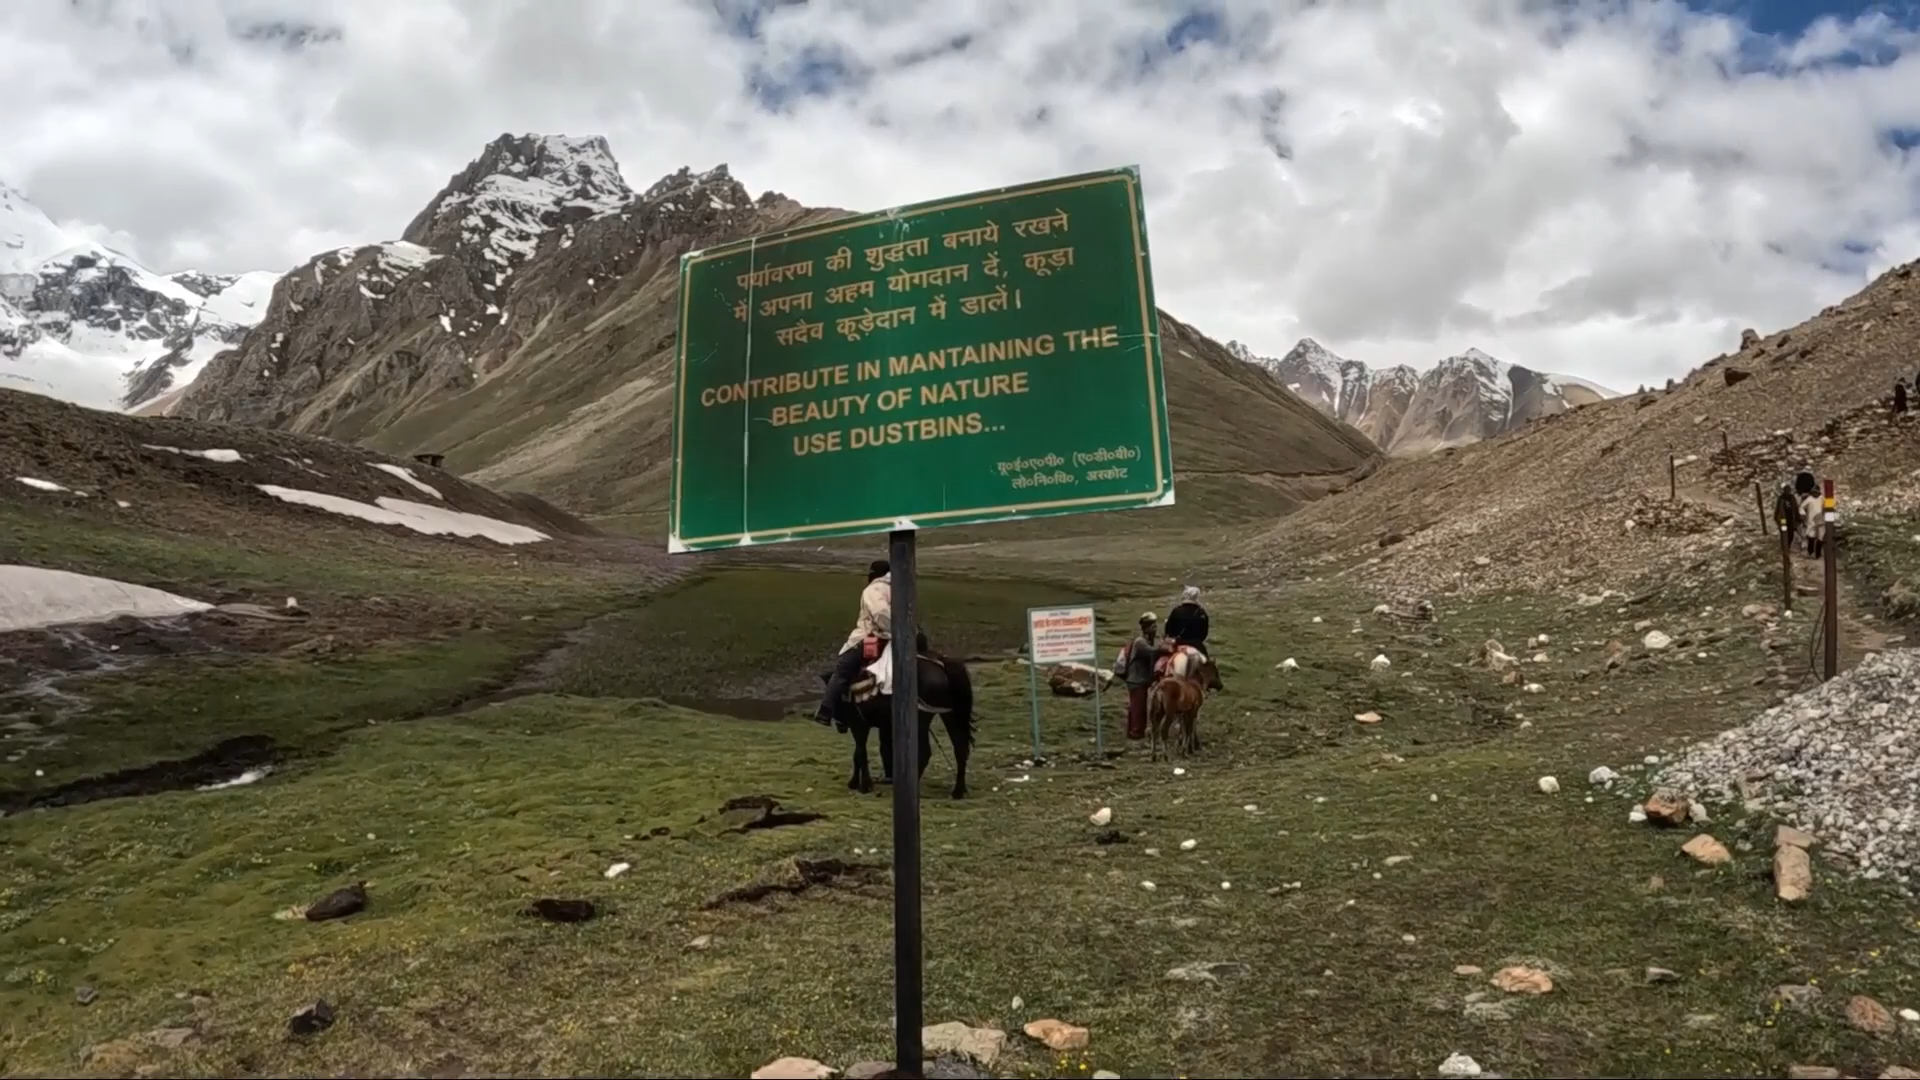 पर्यावरण की शुद्धता बनाये रखने
में अपना अहम योगदान दें, कूड़ा
सदैव कूड़ेदान में डालें।
CONTRIBUTE IN MANTAINING THE
BEAUTY OF NATURE
USE DUSTBINS...
यू०ई०ए०पी० (ए०डी०बी०)
लो०नि०वि०, अस्कोट